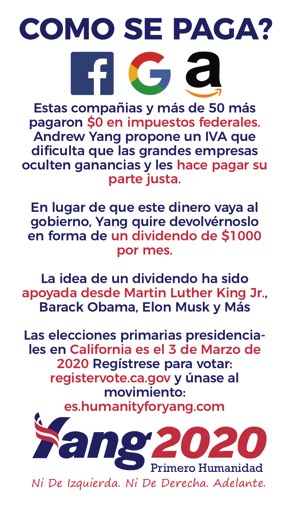 COMO SE PAGA?
f G a
Estas compañias y más de 50 más
pagaron $0 en impuestos federales.
Andrew Yang propone un IVA que
dificulta que las grandes empresas
oculten ganancias y les hace pagar su
parte justa.
En lugar de que este dinero vaya al
gobierno, Yang quire devolvérnoslo
en forma de un dividendo de $1000
por mes.
La idea de un dividendo ha sido
apoyada desde Martin Luther King Jr.,
Barack Obama, Elon Musk y Más
Las elecciones primarias presidencia-
les en California es el 3 de Marzo de
2020 Regístrese para votar:
registervote.ca.gov y únase al
movimiento:
es.humanityforyang.com
Yang2020
Primero Humanidad
Ni De Izquierda. Ni De Derecha. Adelante.